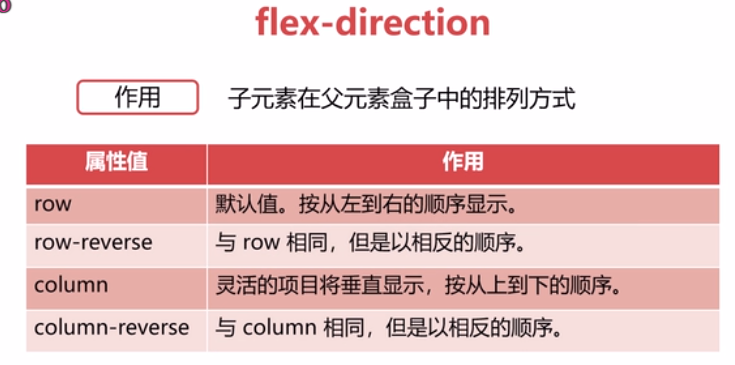 flex-direction
作用 子元素在父元素盒子中的排列方式
属性值 作用
row 默认值。按从左到右的顺序显示。
row-reverse 与 row 相同，但是以相反的顺序。
column 灵活的项目将垂直显示，按从上到下的顺序。
column-reverse 与 column 相同，但是以相反的顺序。